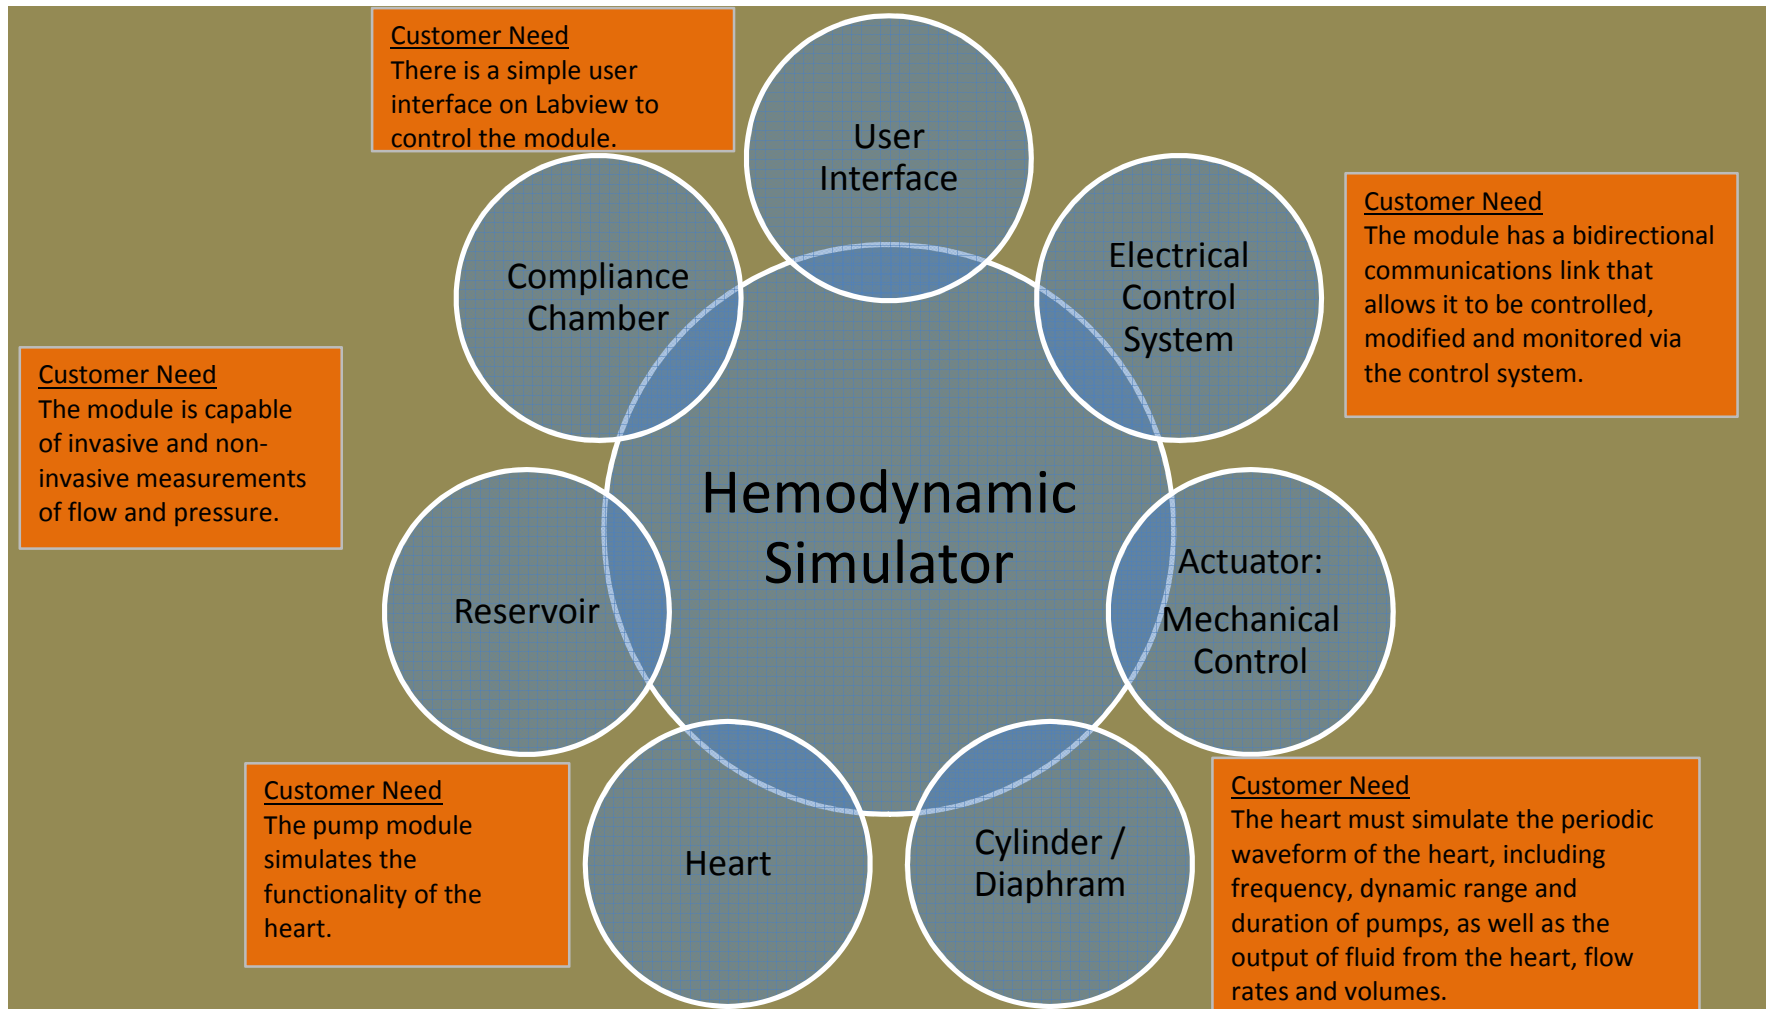 Customer Need
There is a simple user
interface on Labview to
control the module.
User
Interface
Customer Need
The module has a bidirectional
communications link that
allows it to be controlled,
modified and monitored via
the control system.
Electrical
Control
System
Compliance
Chamber
Customer Need
The module is capable
of invasive and non-
invasive measurements
of flow and pressure.
Hemodynamic
Simulator
Actuator:
Mechanical
Control
Reservoir
Customer Need
The pump module
simulates the
functionality of the
heart.
Heart
Cylinder /
Diaphram
Customer Need
The heart must simulate the periodic
waveform of the heart, including
frequency, dynamic range and
duration of pumps, as well as the
output of fluid from the heart, flow
rates and volumes.